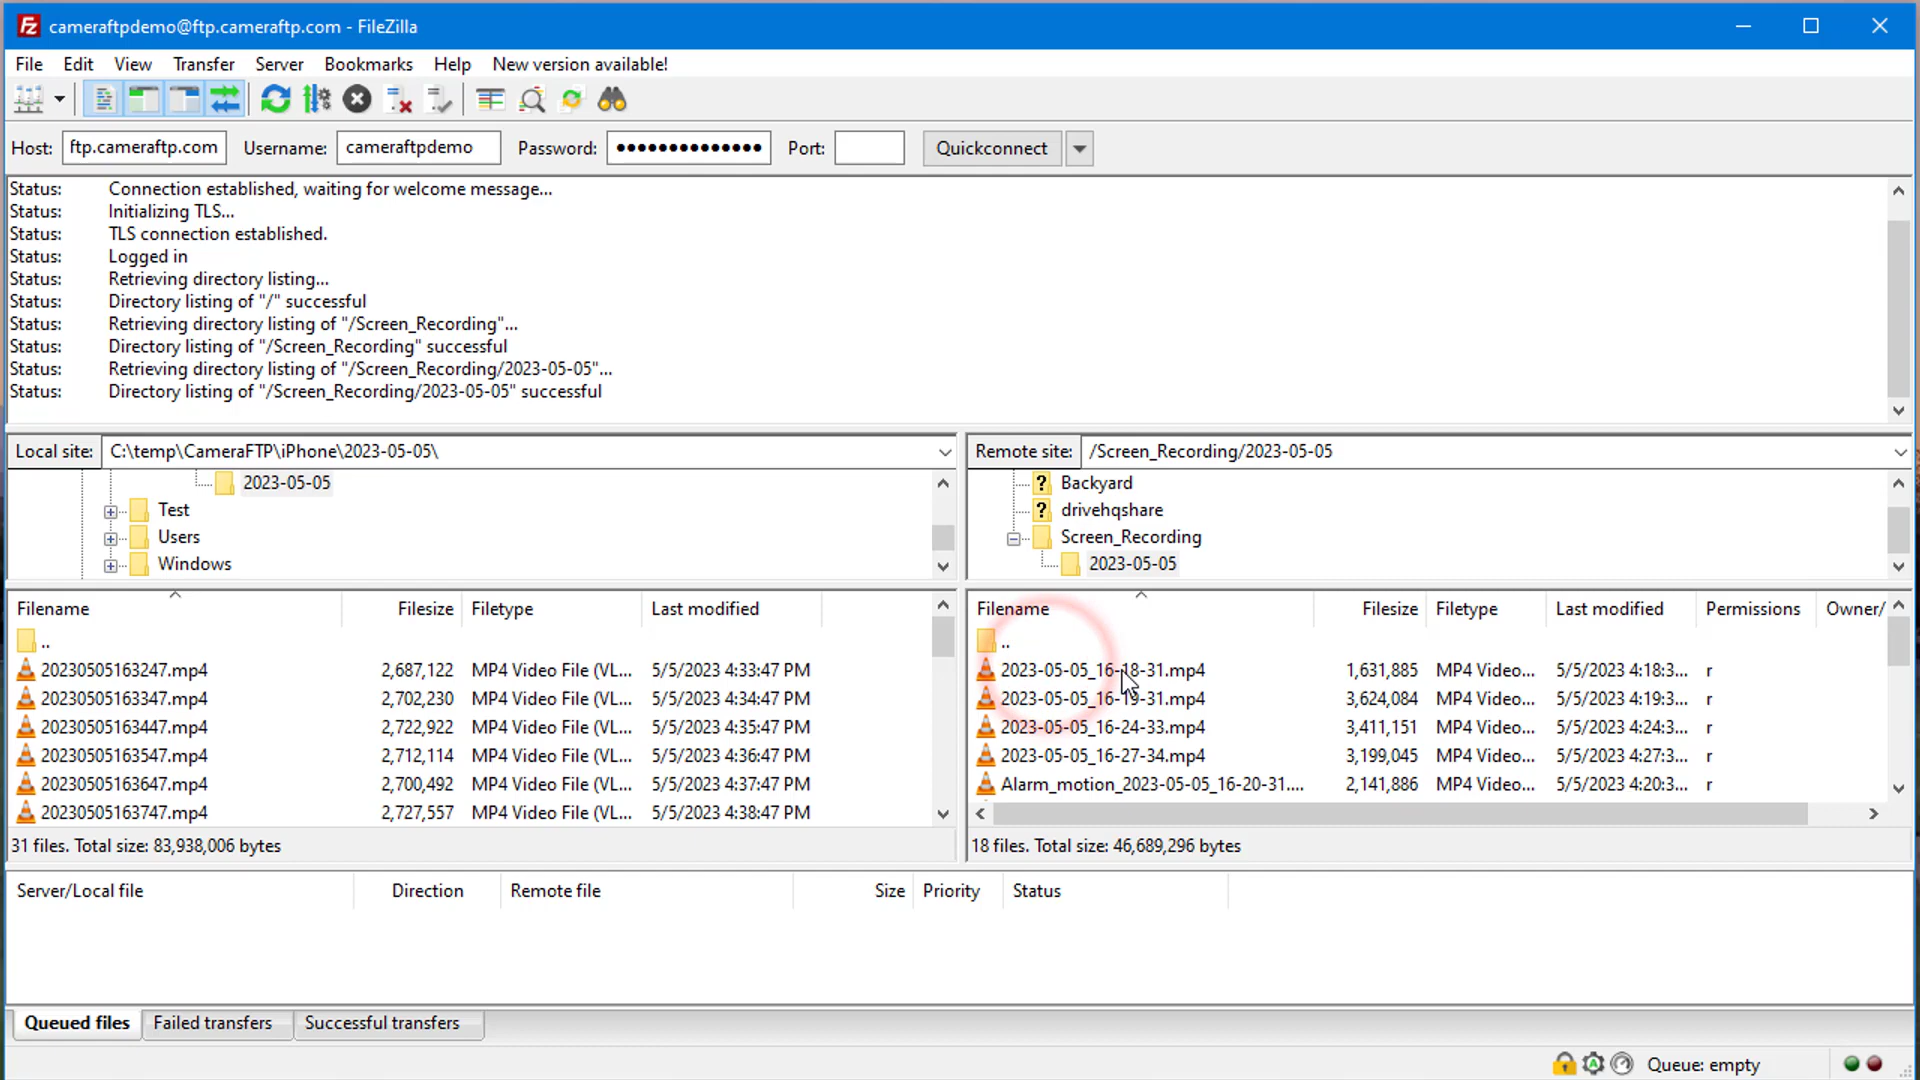 cameraftpdemo@ftp.cameraftp.com - FileZilla
File Edit View Transfer Server Bookmarks Help New version available!
Host: ftp.cameraftp.com Username: cameraftpdemo Password: ●●●●●●●●●●●●●● Port: Quickconnect
Status: Connection established, waiting for welcome message...
Status: Initializing TLS...
Status: TLS connection established.
Status: Logged in
Status: Retrieving directory listing...
Status: Directory listing of "/" successful
Status: Retrieving directory listing of "/Screen_Recording"...
Status: Directory listing of "/Screen_Recording" successful
Status: Retrieving directory listing of "/Screen_Recording/2023-05-05"...
Status: Directory listing of "/Screen_Recording/2023-05-05" successful
Local site: C:\temp\CameraFTP\iPhone\2023-05-05\
2023-05-05
Test
Users
Windows
Filename Filesize Filetype Last modified
..
20230505163247.mp4 2,687,122 MP4 Video File (VL... 5/5/2023 4:33:47 PM
20230505163347.mp4 2,702,230 MP4 Video File (VL... 5/5/2023 4:34:47 PM
20230505163447.mp4 2,722,922 MP4 Video File (VL... 5/5/2023 4:35:47 PM
20230505163547.mp4 2,712,114 MP4 Video File (VL... 5/5/2023 4:36:47 PM
20230505163647.mp4 2,700,492 MP4 Video File (VL... 5/5/2023 4:37:47 PM
20230505163747.mp4 2,727,557 MP4 Video File (VL... 5/5/2023 4:38:47 PM
31 files. Total size: 83,938,006 bytes
Remote site: /Screen_Recording/2023-05-05
? Backyard
? drivehqshare
Screen_Recording
2023-05-05
Filename Filesize Filetype Last modified Permissions Owner/
..
2023-05-05_16-18-31.mp4 1,631,885 MP4 Video... 5/5/2023 4:18:3... r
2023-05-05_16-19-31.mp4 3,624,084 MP4 Video... 5/5/2023 4:19:3... r
2023-05-05_16-24-33.mp4 3,411,151 MP4 Video... 5/5/2023 4:24:3... r
2023-05-05_16-27-34.mp4 3,199,045 MP4 Video... 5/5/2023 4:27:3... r
Alarm_motion_2023-05-05_16-20-31.... 2,141,886 MP4 Video... 5/5/2023 4:20:3... r
18 files. Total size: 46,689,296 bytes
Server/Local file Direction Remote file Size Priority Status
Queued files Failed transfers Successful transfers
Queue: empty